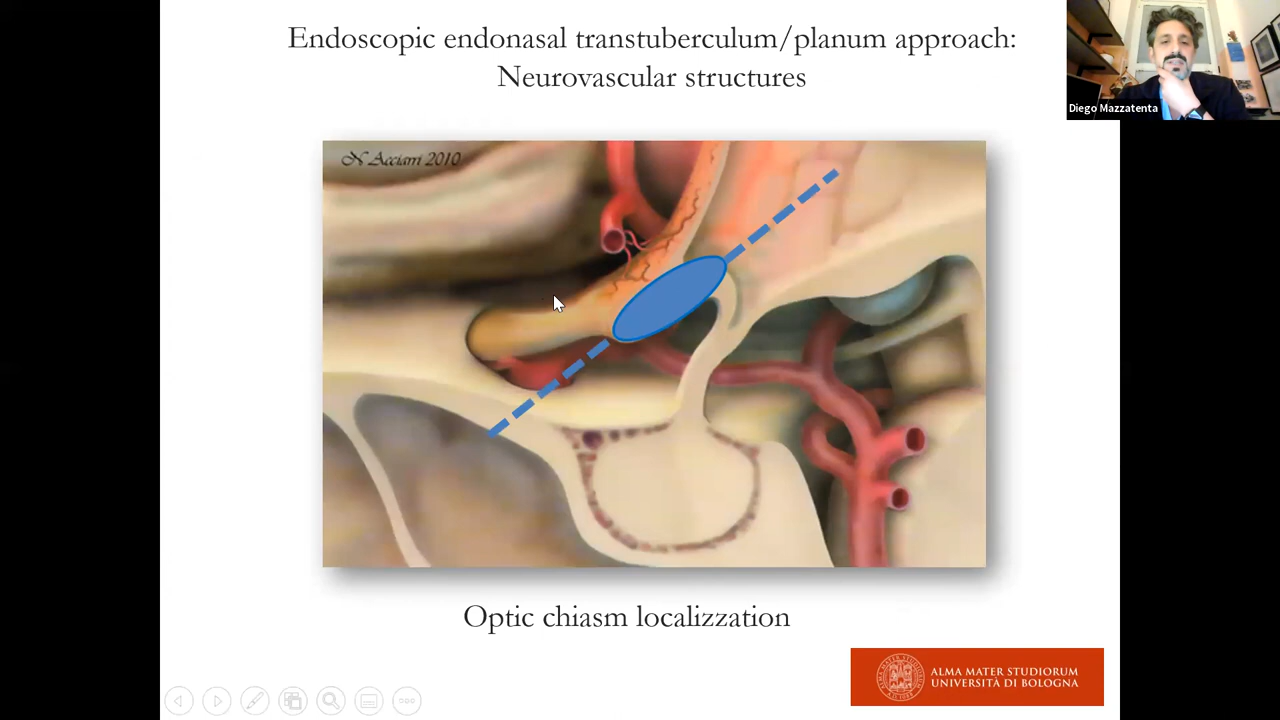 Endoscopic endonasal transtuberculum/planum approach:
Neurovascular structures
Diego Mazzatenta
N Acciarri 2010
Optic chiasm localizzation
ALMA MATER STUDIORUM
UNIVERSITÀ DI BOLOGNA